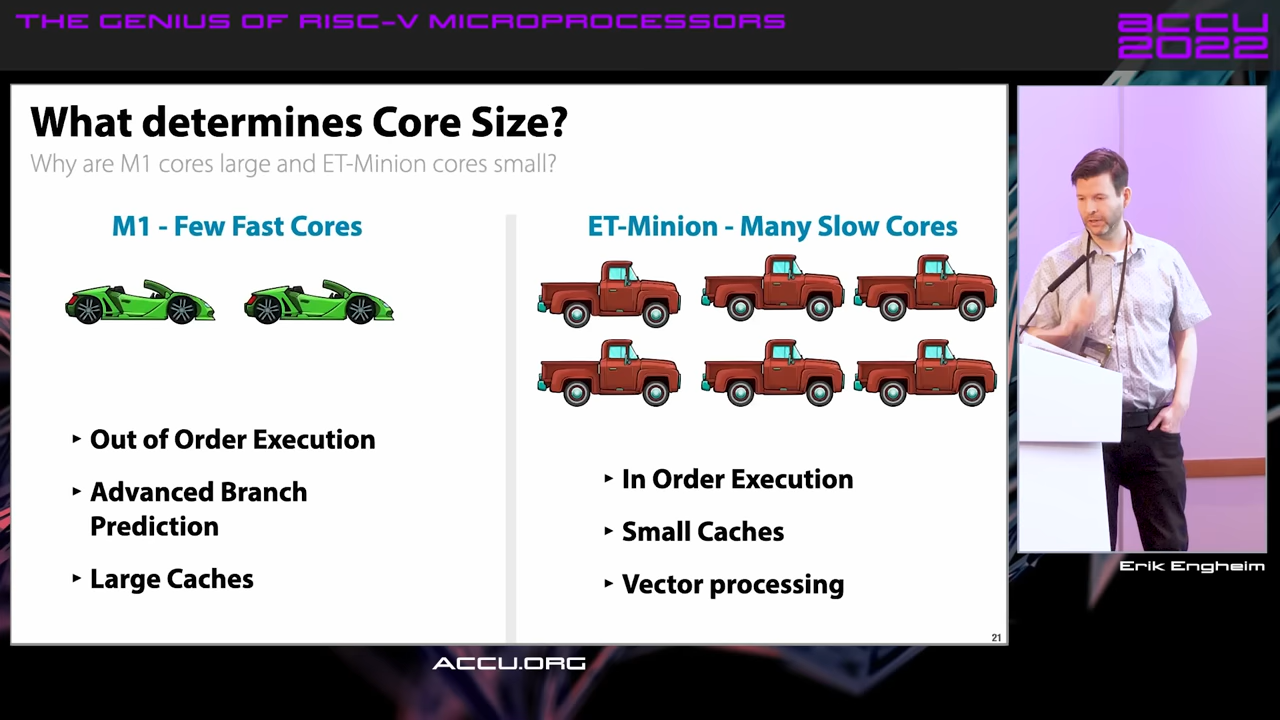 THE GENIUS OF RISC-V MICROPROCESSORS
ACCU
2022
What determines Core Size?
Why are M1 cores large and ET-Minion cores small?
M1 - Few Fast Cores
‣ Out of Order Execution
‣ Advanced Branch
Prediction
‣ Large Caches
ET-Minion - Many Slow Cores
‣ In Order Execution
‣ Small Caches
‣ Vector processing
21
Erik Engheim
ACCU.ORG